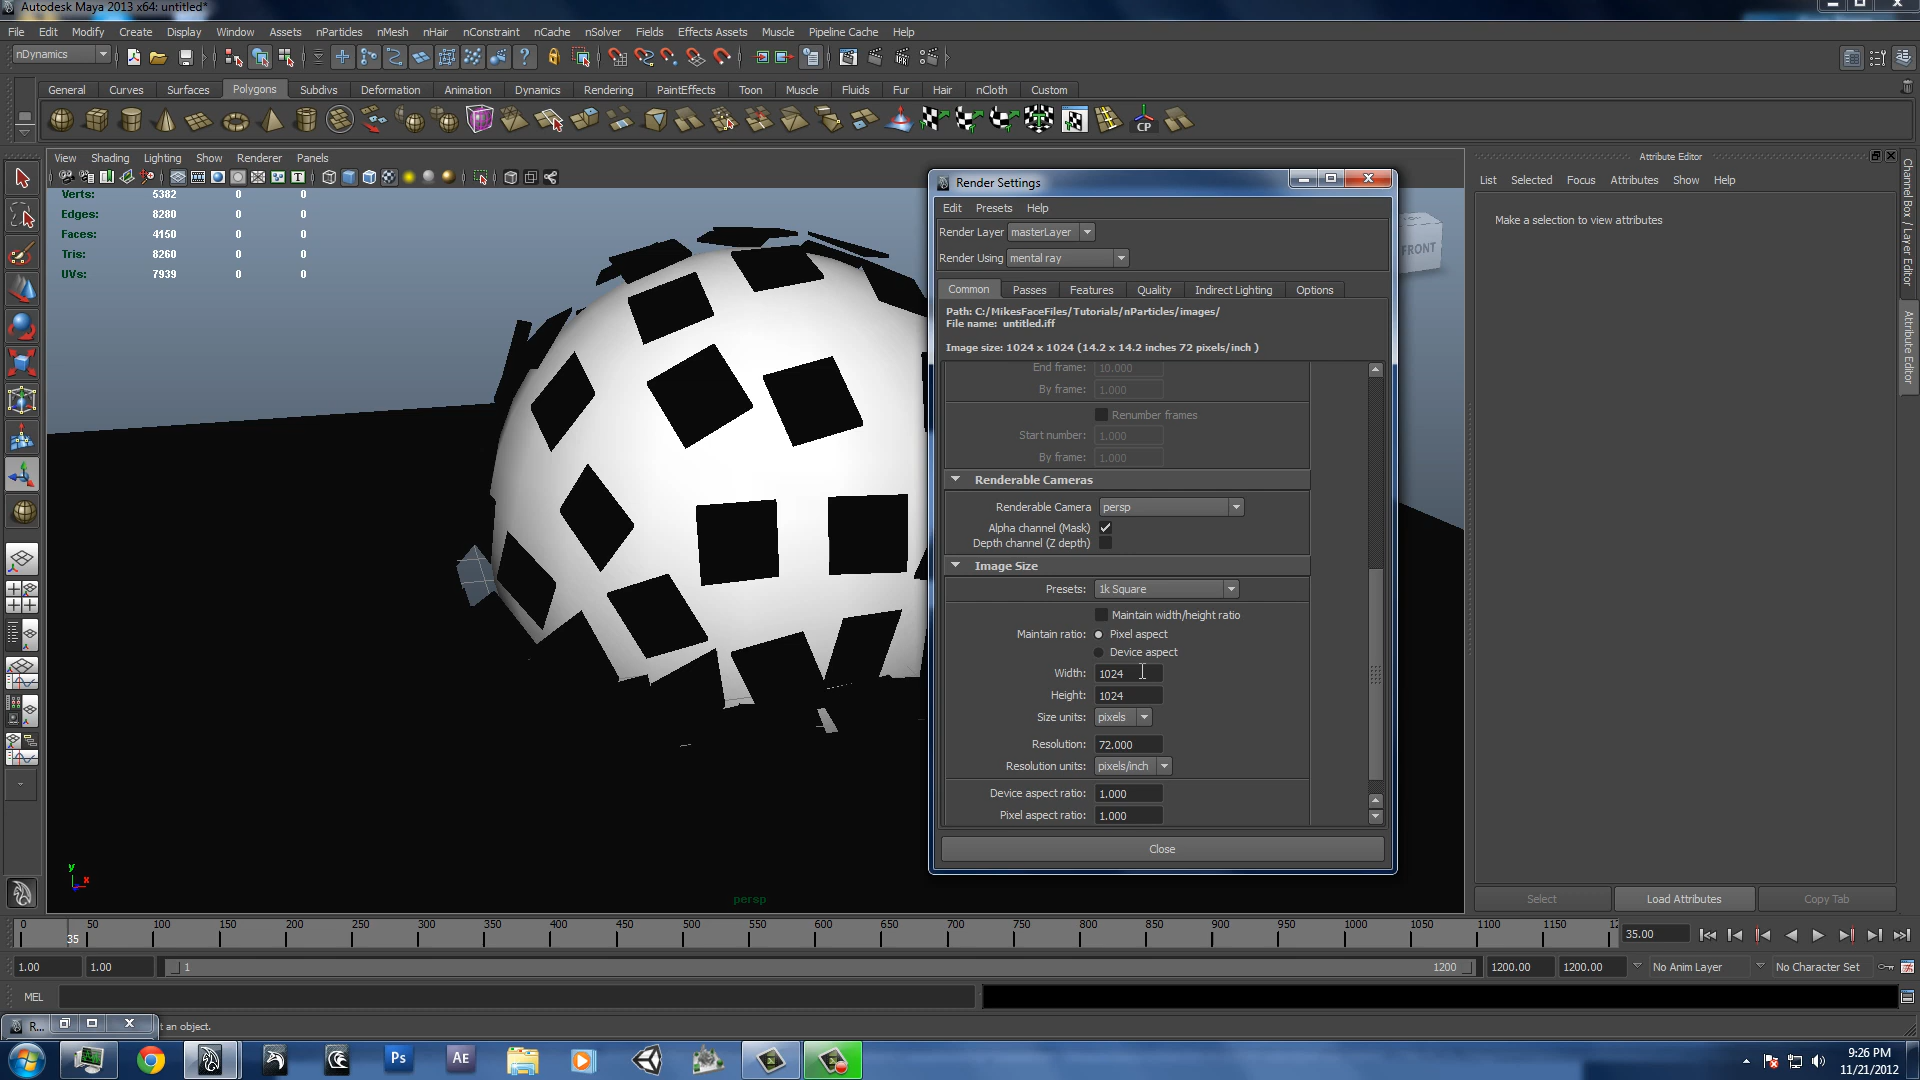 Autodesk Maya 2013 x64: untitled*
File Edit Modify Create Display Window Assets nParticles nMesh nHair nConstraint nCache nSolver Fields Effects Assets Muscle Pipeline Cache Help
nDynamics
General Curves Surfaces Polygons Subdivs Deformation Animation Dynamics Rendering PaintEffects Toon Muscle Fluids Fur Hair nCloth Custom
CP
View Shading Lighting Show Renderer Panels
Verts: 5382 0 0
Edges: 8280 0 0
Faces: 4150 0 0
Tris: 8260 0 0
UVs: 7939 0 0
FRONT
y
x
persp
Render Settings
Edit Presets Help
Render Layer masterLayer
Render Using mental ray
Common Passes Features Quality Indirect Lighting Options
Path: C:/MikesFaceFiles/Tutorials/nParticles/images/
File name: untitled.iff
Image size: 1024 x 1024 (14.2 x 14.2 inches 72 pixels/inch )
End frame: 10.000
By frame: 1.000
Renumber frames
Start number: 1.000
By frame: 1.000
Renderable Cameras
Renderable Camera persp
Alpha channel (Mask)
Depth channel (Z depth)
Image Size
Presets: 1k Square
Maintain width/height ratio
Maintain ratio: Pixel aspect
Device aspect
Width: 1024
Height: 1024
Size units: pixels
Resolution: 72.000
Resolution units: pixels/inch
Device aspect ratio: 1.000
Pixel aspect ratio: 1.000
Close
Attribute Editor
List Selected Focus Attributes Show Help
Make a selection to view attributes
Select Load Attributes Copy Tab
Channel Box / Layer Editor
Attribute Editor
0 50 100 150 200 250 300 350 400 450 500 550 600 650 700 750 800 850 900 950 1000 1050 1100 1150 12
35
35.00
1.00 1.00 1 1200 1200.00 1200.00 No Anim Layer No Character Set
MEL
R... t an object.
Ps AE
9:26 PM
11/21/2012